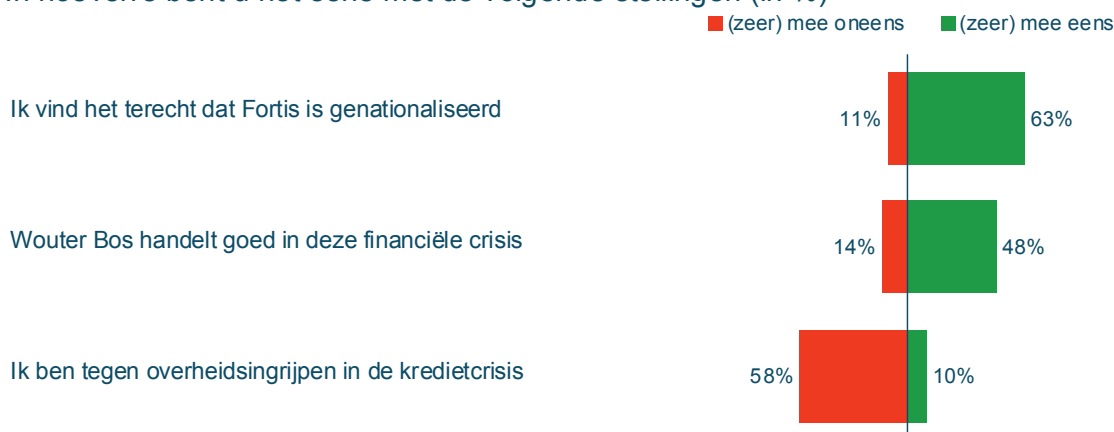 (zeer) mee oneens (zeer) mee eens
Ik vind het terecht dat Fortis is genationaliseerd 11% 63%
Wouter Bos handelt goed in deze financiële crisis 14% 48%
Ik ben tegen overheidsingrijpen in de kredietcrisis 58% 10%